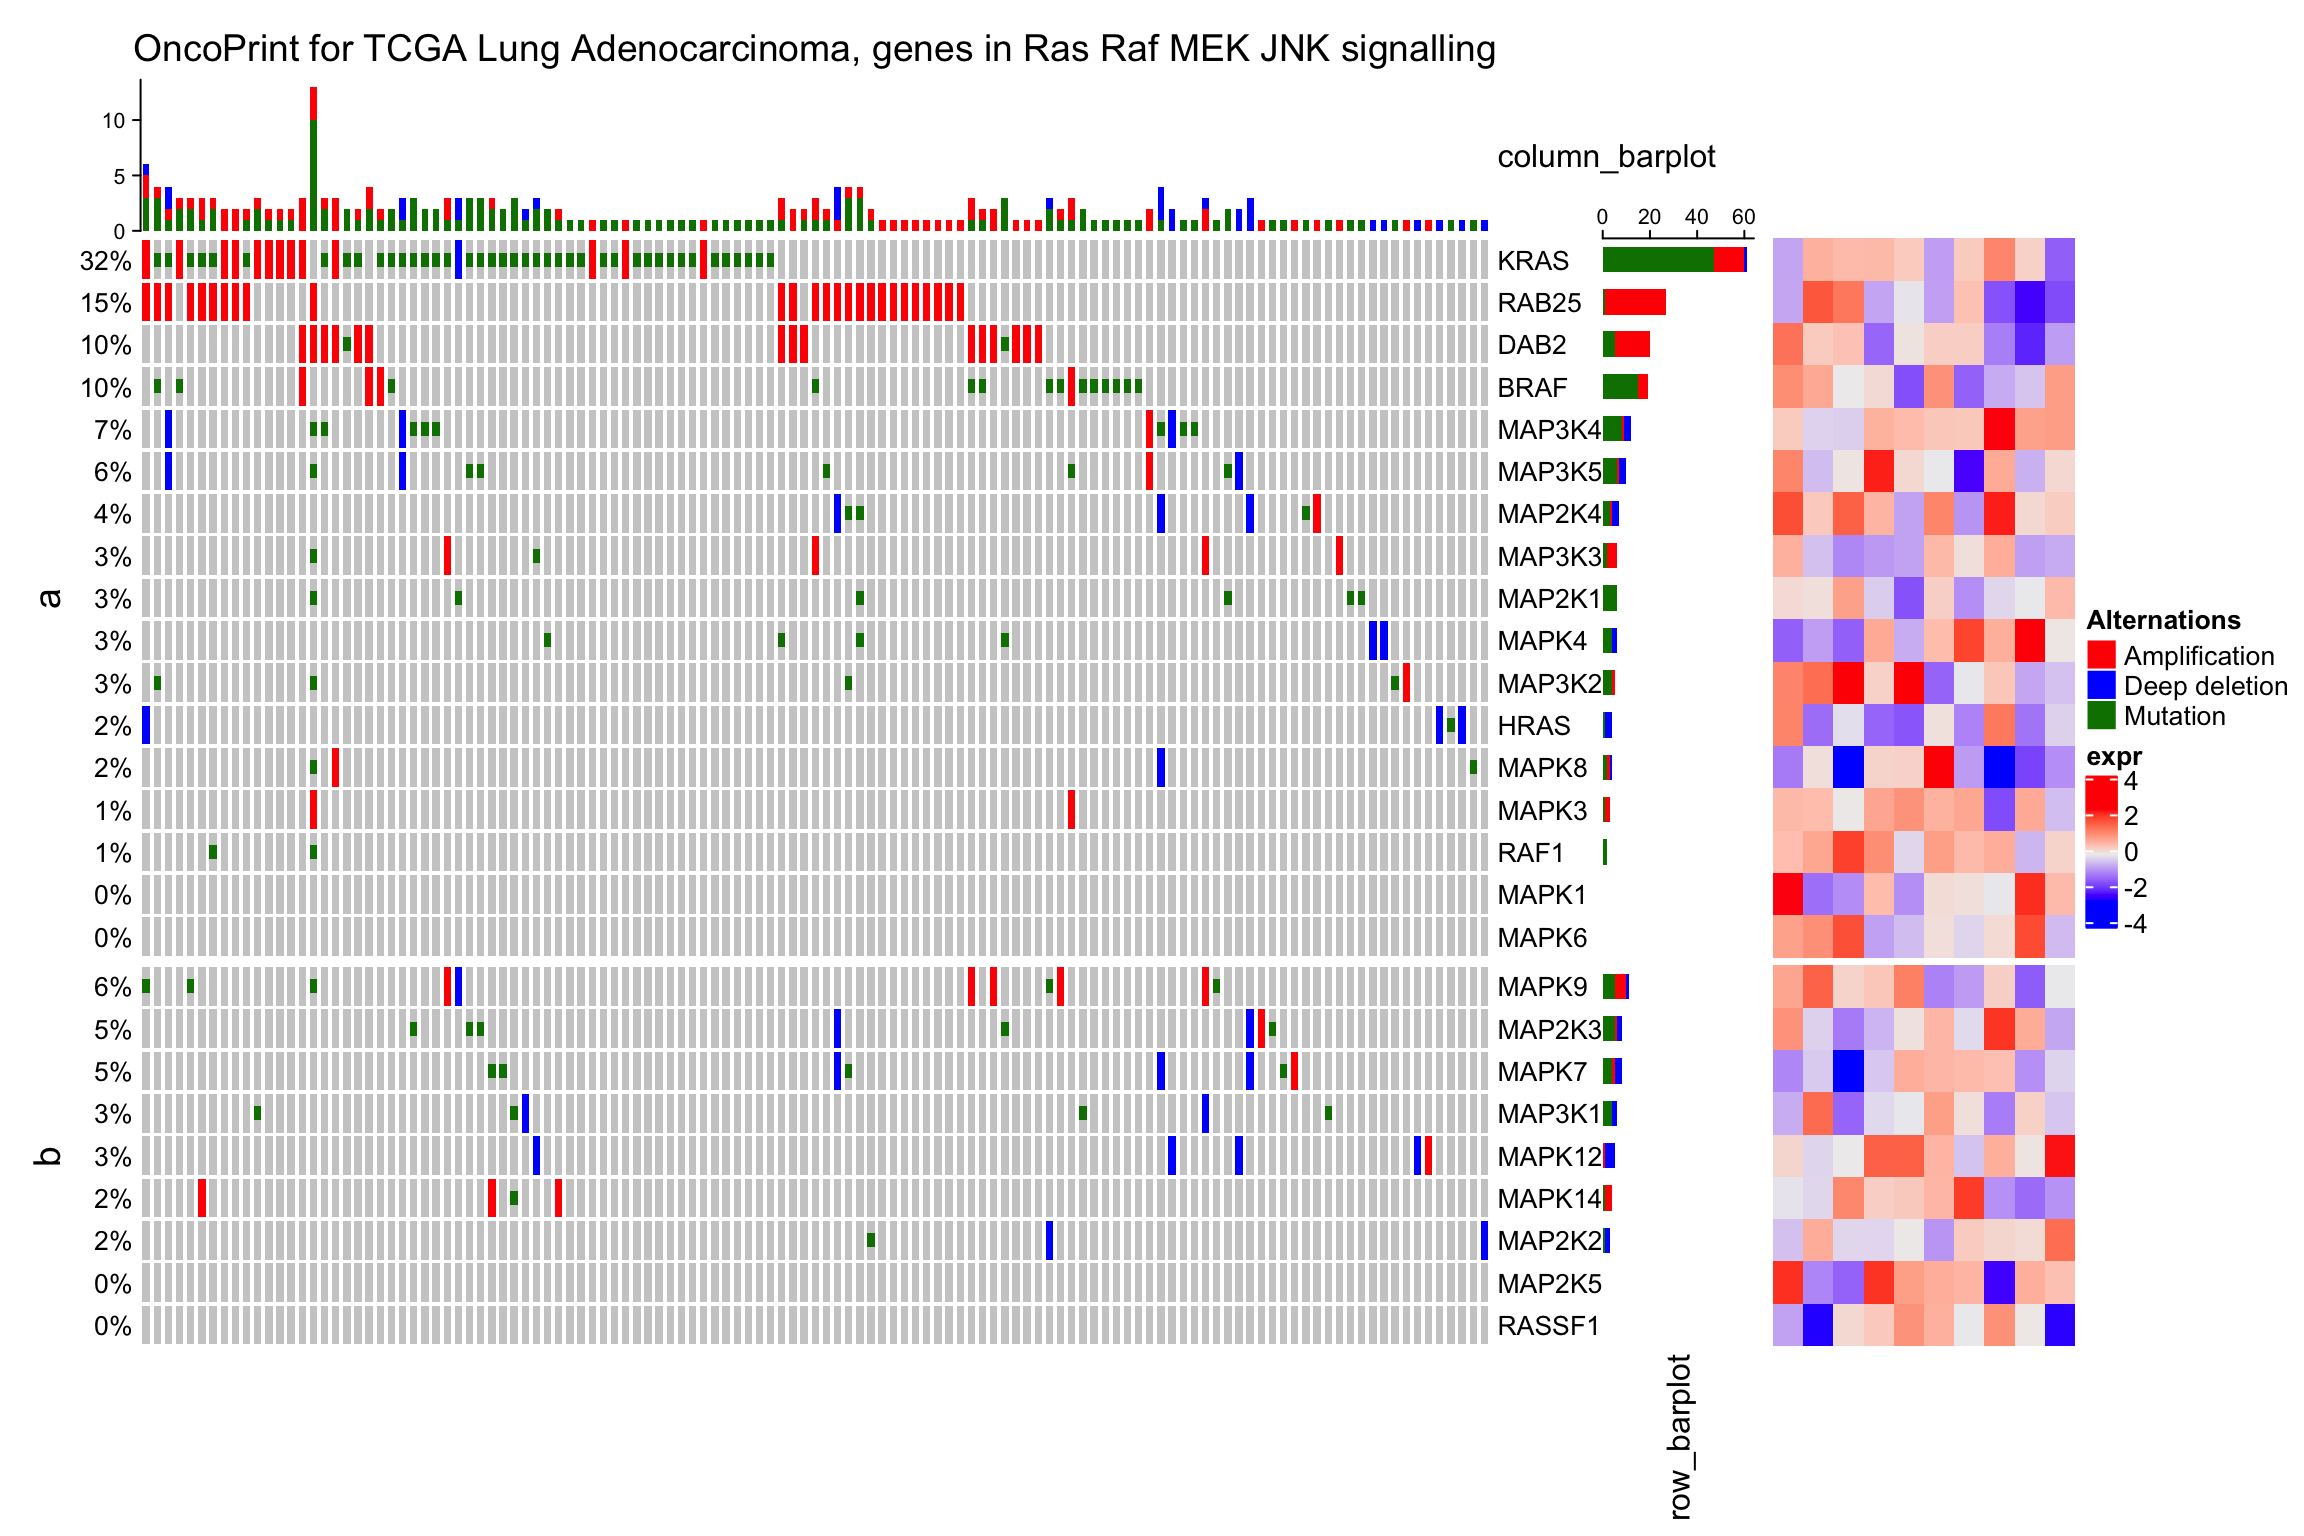 OncoPrint for TCGA Lung Adenocarcinoma, genes in Ras Raf MEK JNK signalling
10
5
0
column_barplot
0 20 40 60
a
32% KRAS
15% RAB25
10% DAB2
10% BRAF
7% MAP3K4
6% MAP3K5
4% MAP2K4
3% MAP3K3
3% MAP2K1
3% MAPK4
3% MAP3K2
2% HRAS
2% MAPK8
1% MAPK3
1% RAF1
0% MAPK1
0% MAPK6
b
6% MAPK9
5% MAP2K3
5% MAPK7
3% MAP3K1
3% MAPK12
2% MAPK14
2% MAP2K2
0% MAP2K5
0% RASSF1
row_barplot
Alternations
Amplification
Deep deletion
Mutation
expr
4
2
0
-2
-4